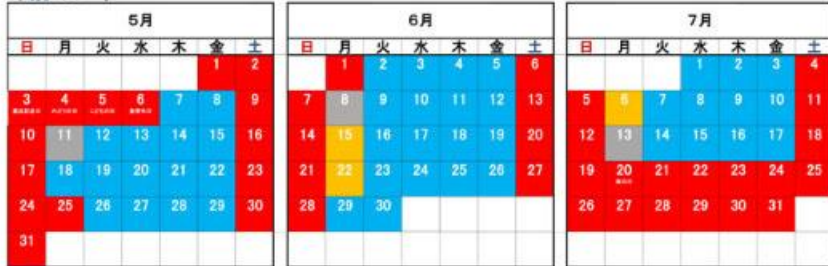 5月
日 月 火 水 木 金 土
1 2
3 4 5 6 7 8 9
10 11 12 13 14 15 16
17 18 19 20 21 22 23
24 25 26 27 28 29 30
31
6月
日 月 火 水 木 金 土
1 2 3 4 5 6
7 8 9 10 11 12 13
14 15 16 17 18 19 20
21 22 23 24 25 26 27
28 29 30
7月
日 月 火 水 木 金 土
1 2 3 4
5 6 7 8 9 10 11
12 13 14 15 16 17 18
19 20 21 22 23 24 25
26 27 28 29 30 31